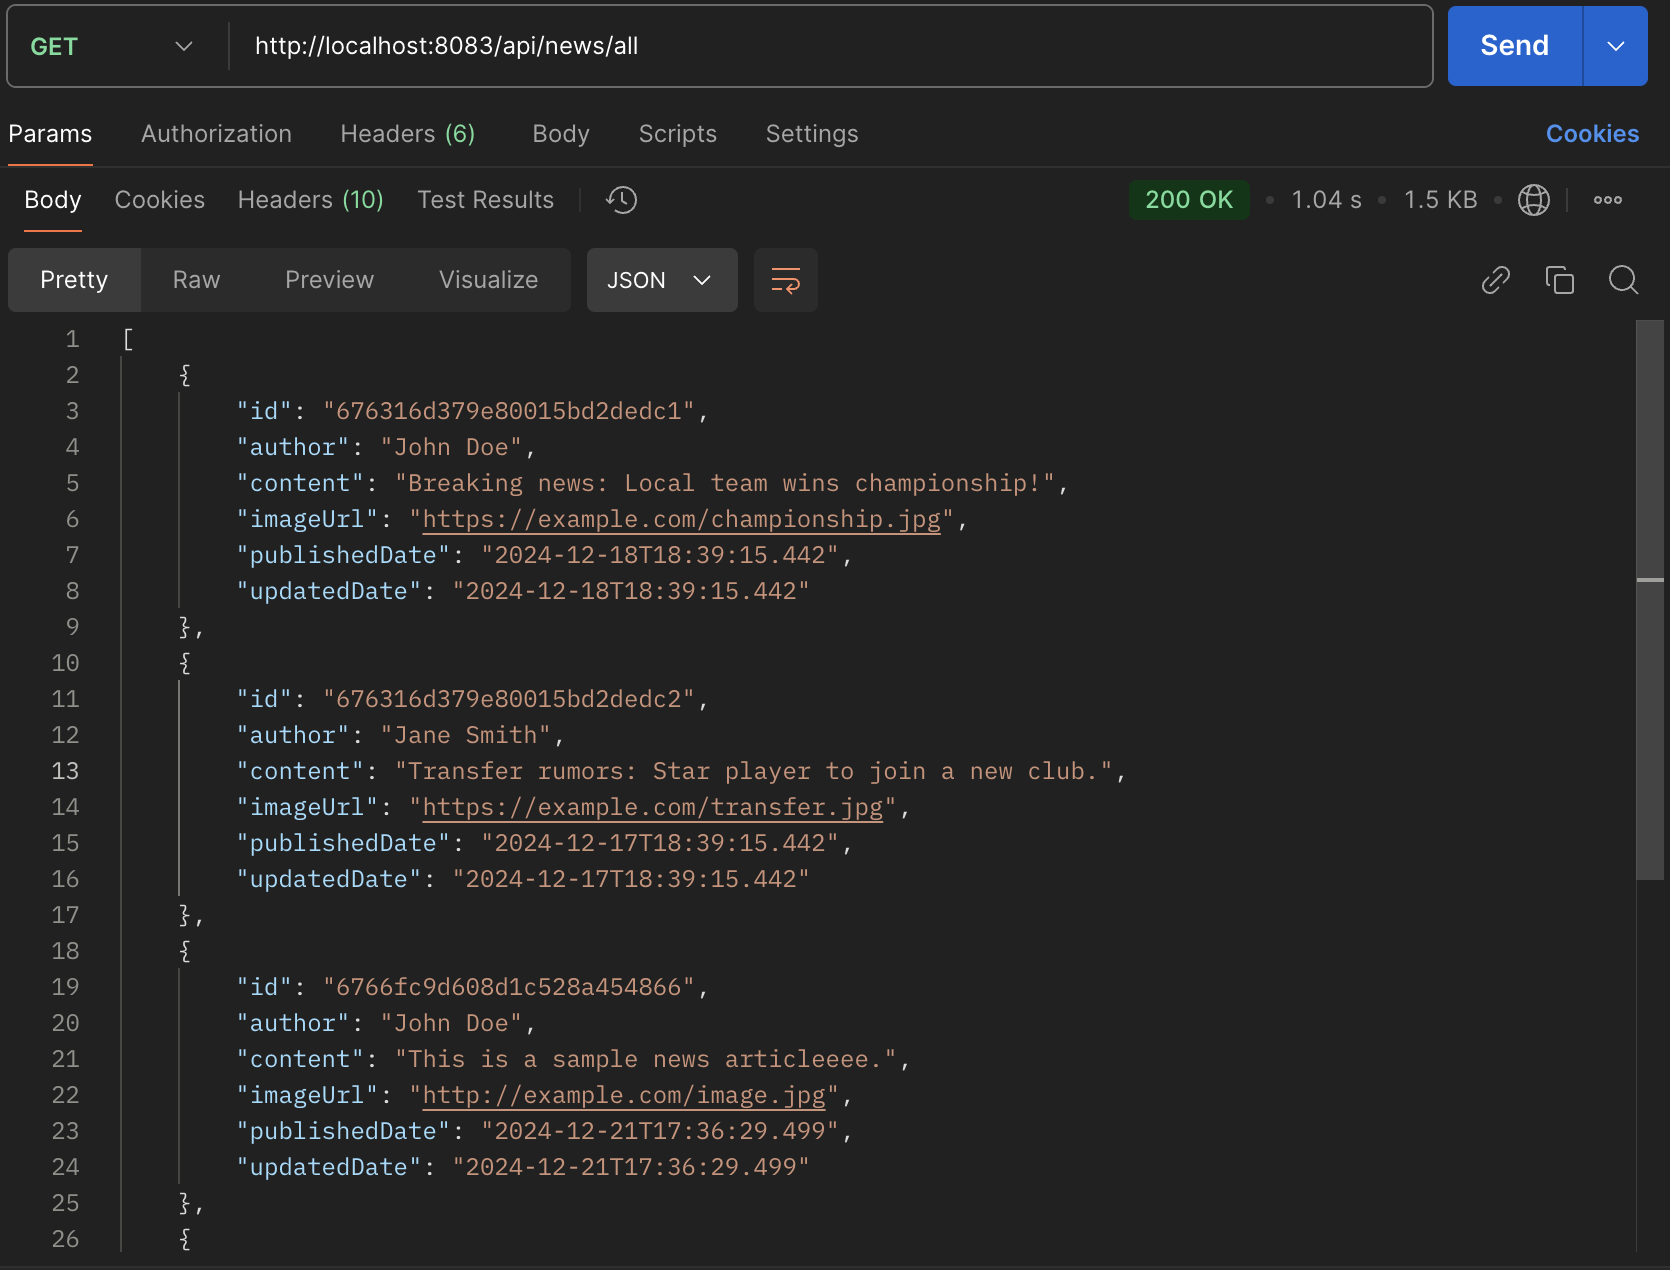 GET http://localhost:8083/api/news/all Send
Params Authorization Headers (6) Body Scripts Settings Cookies
Body Cookies Headers (10) Test Results 200 OK • 1.04 s • 1.5 KB •
Pretty Raw Preview Visualize JSON
1 [
2 {
3 "id": "676316d379e80015bd2dedc1",
4 "author": "John Doe",
5 "content": "Breaking news: Local team wins championship!",
6 "imageUrl": "https://example.com/championship.jpg",
7 "publishedDate": "2024-12-18T18:39:15.442",
8 "updatedDate": "2024-12-18T18:39:15.442"
9 },
10 {
11 "id": "676316d379e80015bd2dedc2",
12 "author": "Jane Smith",
13 "content": "Transfer rumors: Star player to join a new club.",
14 "imageUrl": "https://example.com/transfer.jpg",
15 "publishedDate": "2024-12-17T18:39:15.442",
16 "updatedDate": "2024-12-17T18:39:15.442"
17 },
18 {
19 "id": "6766fc9d608d1c528a454866",
20 "author": "John Doe",
21 "content": "This is a sample news articleeee.",
22 "imageUrl": "http://example.com/image.jpg",
23 "publishedDate": "2024-12-21T17:36:29.499",
24 "updatedDate": "2024-12-21T17:36:29.499"
25 },
26 {